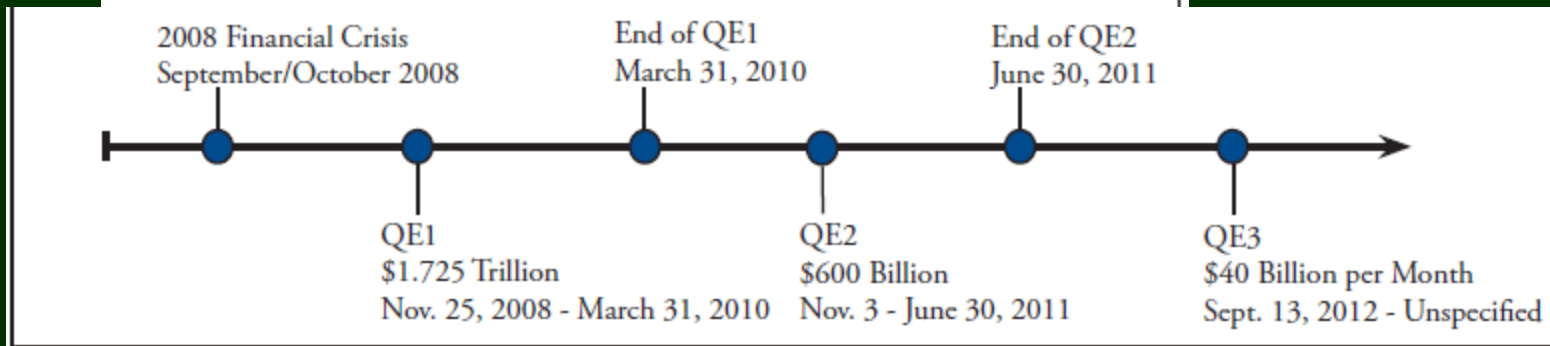 2008 Financial Crisis
September/October 2008
End of QE1
March 31, 2010
End of QE2
June 30, 2011
QE1
$1.725 Trillion
Nov. 25, 2008 - March 31, 2010
QE2
$600 Billion
Nov. 3 - June 30, 2011
QE3
$40 Billion per Month
Sept. 13, 2012 - Unspecified